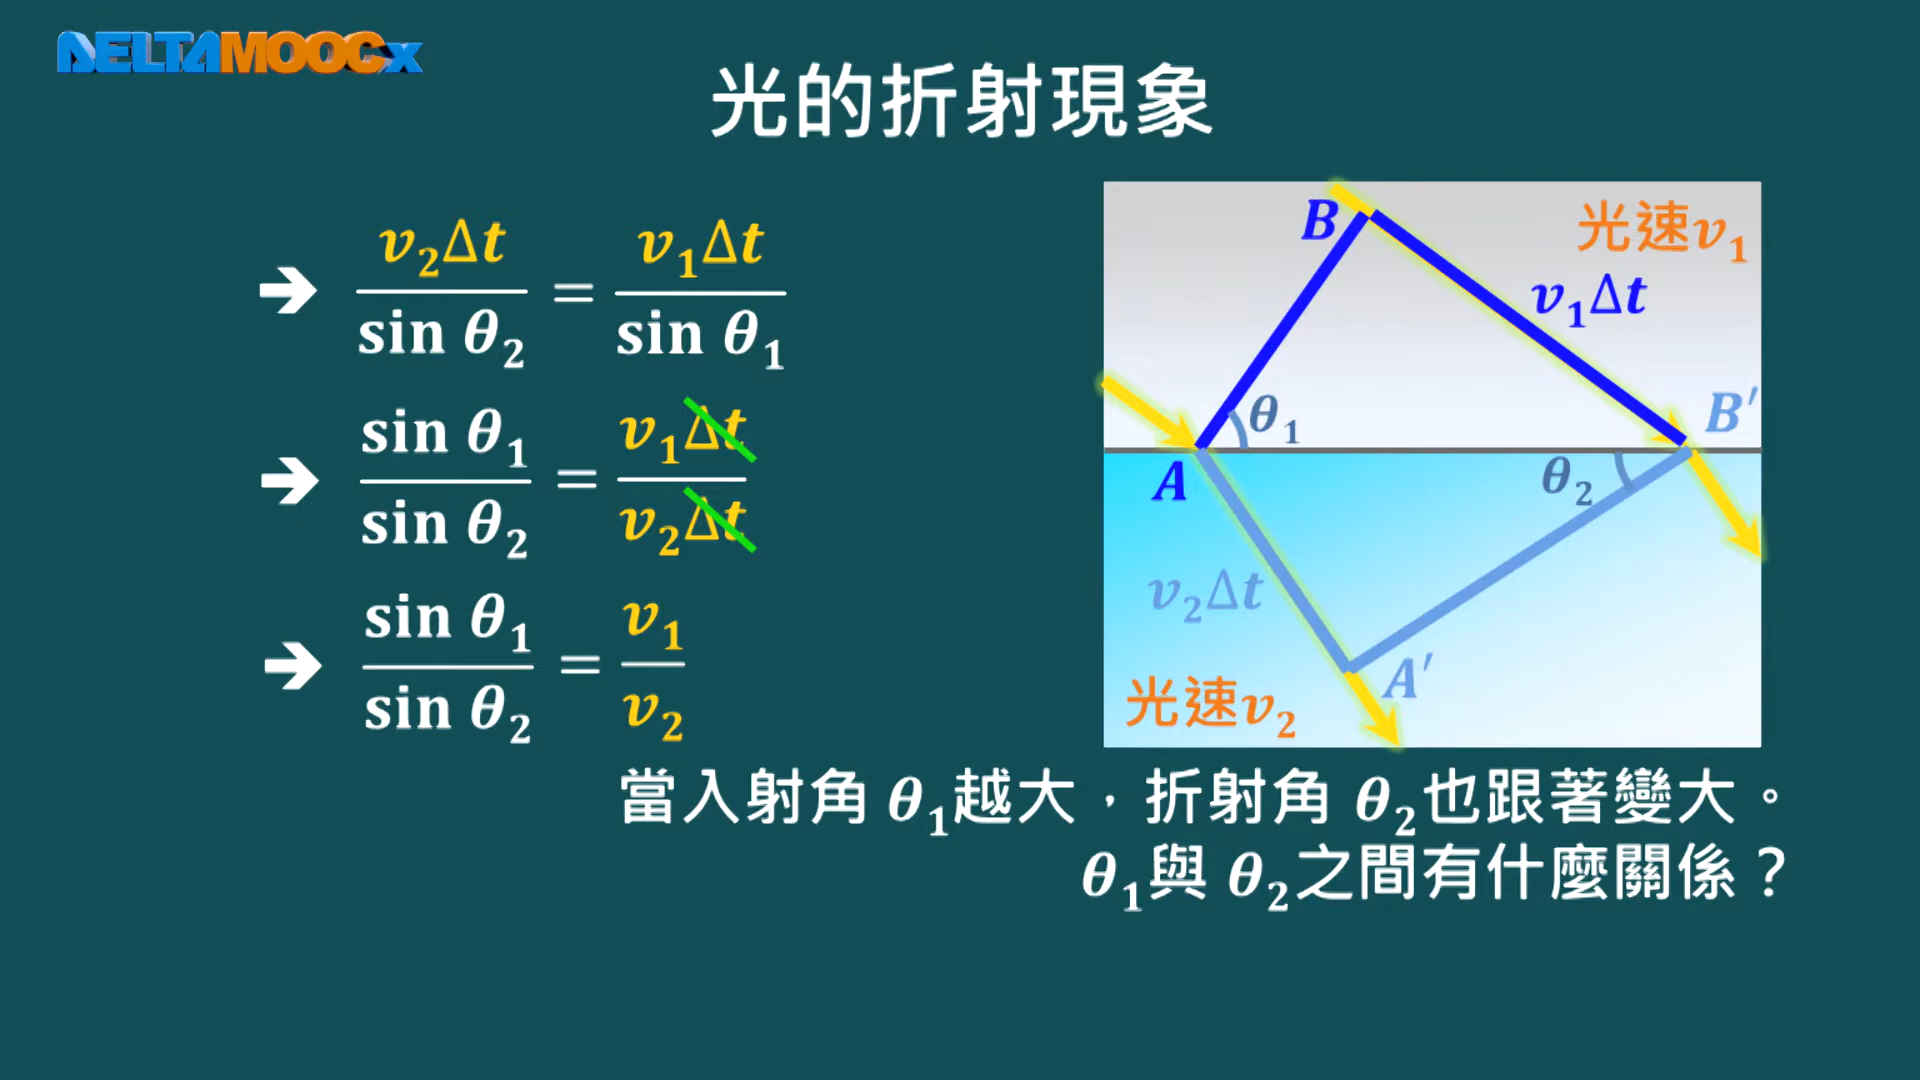 DELTAMOOCx
光的折射現象
➔ v₂Δt / sin θ₂ = v₁Δt / sin θ₁
➔ sin θ₁ / sin θ₂ = v₁Δt / v₂Δt
➔ sin θ₁ / sin θ₂ = v₁ / v₂
B
光速v₁
v₁Δt
B′
θ₁
A
θ₂
v₂Δt
A′
光速v₂
當入射角 θ₁越大，折射角 θ₂也跟著變大。
θ₁與 θ₂之間有什麼關係？